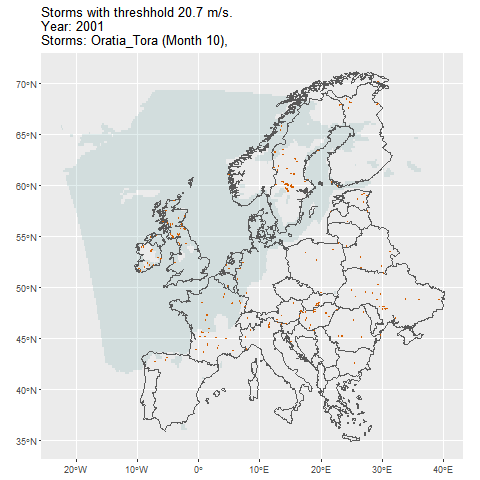 Storms with threshhold 20.7 m/s.
Year: 2001
Storms: Oratia_Tora (Month 10),
70°N
65°N
60°N
55°N
50°N
45°N
40°N
35°N
20°W
10°W
0°
10°E
20°E
30°E
40°E